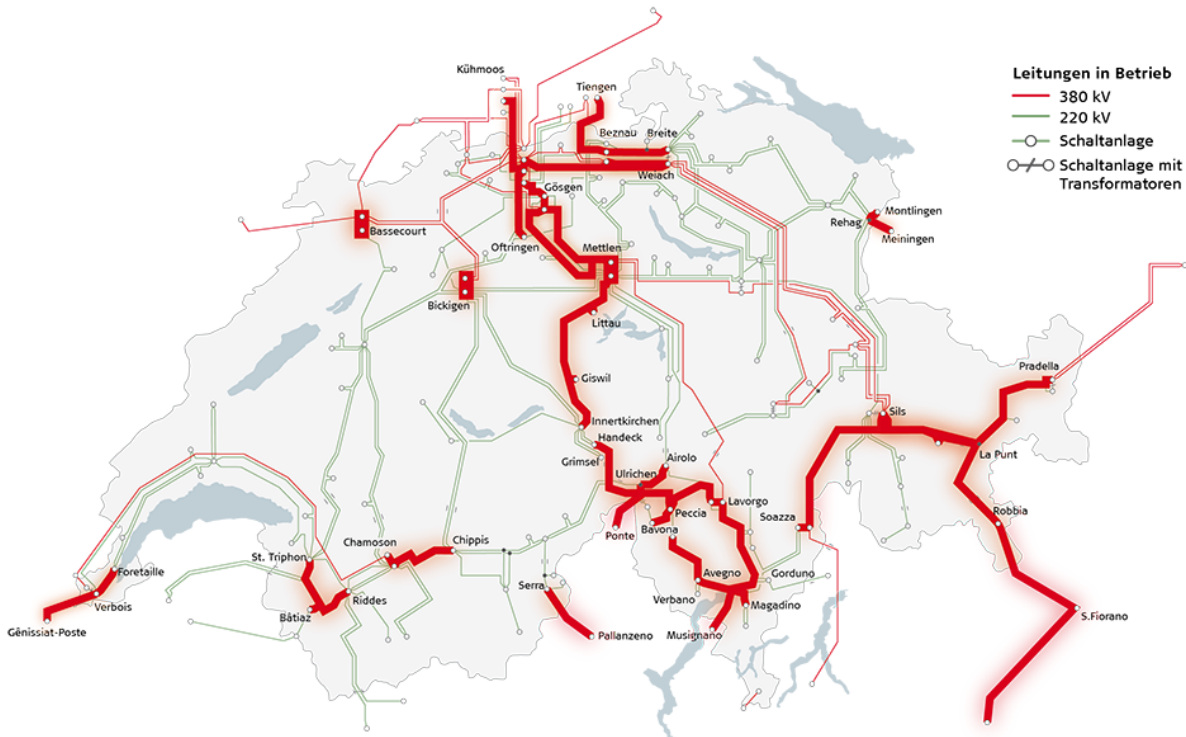 Kühmoos
Tiengen
Leitungen in Betrieb
380 kV
220 kV
Schaltanlage
Schaltanlage mit
Transformatoren
Beznau
Breite
Weiach
Gösgen
Bassecourt
Oftringen
Mettlen
Rehag
Montlingen
Meiningen
Bickigen
Littau
Giswil
Pradella
Innertkirchen
Sils
Handeck
Grimsel
Airolo
Ulrichen
La Punt
Lavorgo
Peccia
Soazza
Robbia
Bavona
Ponte
Chamoson
Chippis
St. Triphon
Foretaille
Avegno
Gorduno
Serra
Verbano
Verbois
Riddes
Magadino
Bâtiaz
S.Fiorano
Génissiat-Poste
Pallanzeno
Musignano